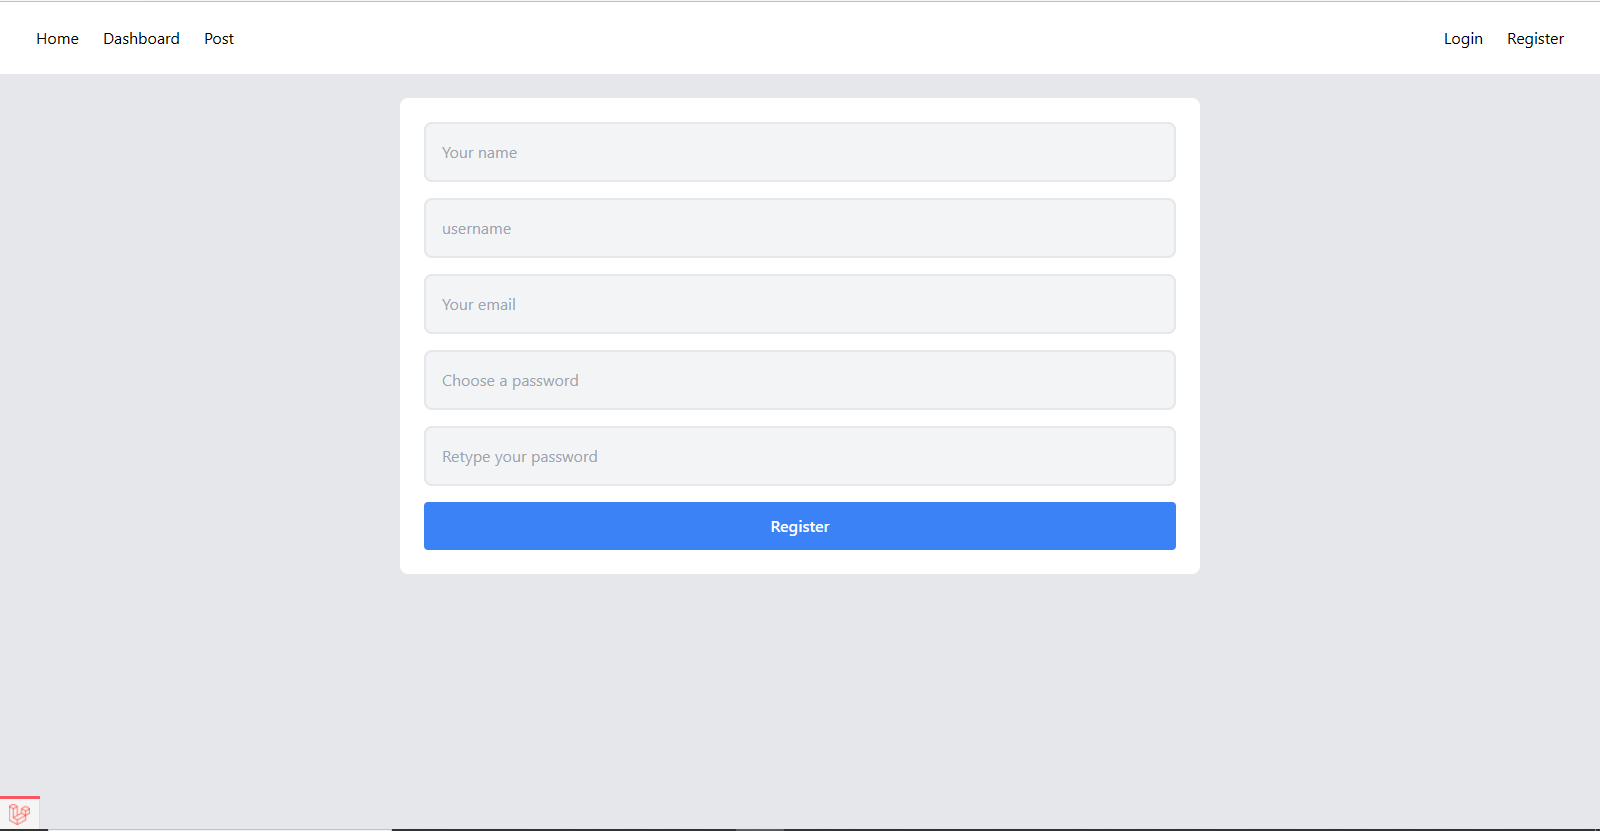 Home Dashboard Post Login Register
Your name
username
Your email
Choose a password
Retype your password
Register